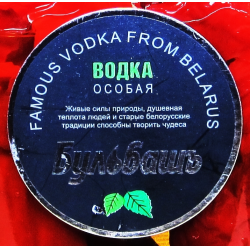 FAMOUS VODKA FROM BELARUS
ВОДКА
ОСОБАЯ
Живые силы природы, душевная
теплота людей и старые белорусские
традиции способны творить чудеса
Бульбашъ